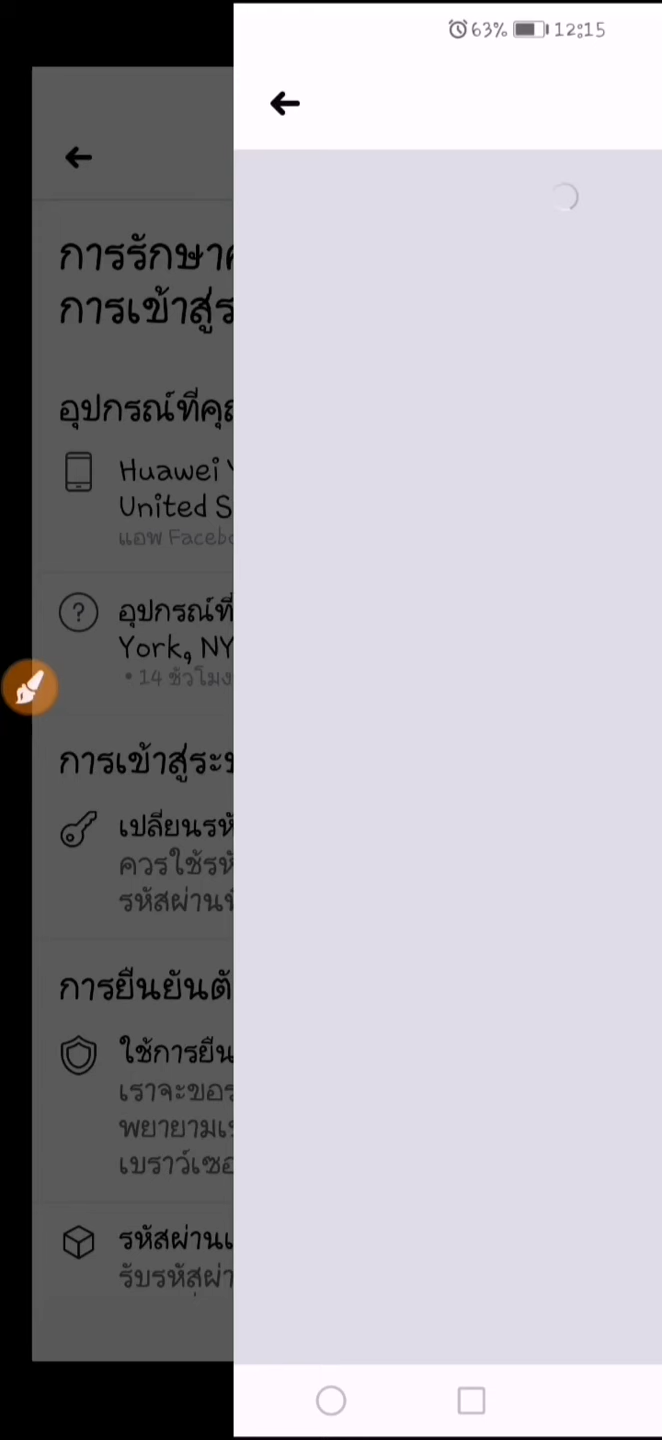 63% 12:15
การรักษา
การเข้าสู่
อุปกรณ์ที่
Huawei
United S
แอพ Facebo
อุปกรณ์ที่
York, NY
• 14 ชั่วโมง
การเข้าสู่ระ
เปลี่ยนรหั
ควรใช้รหั
รหัสผ่าน
การยืนยันตั
ใช้การยืน
เราจะขอ
พยายาม
เบราว์เซอ
รหัสผ่าน
รับรหัสผ่า